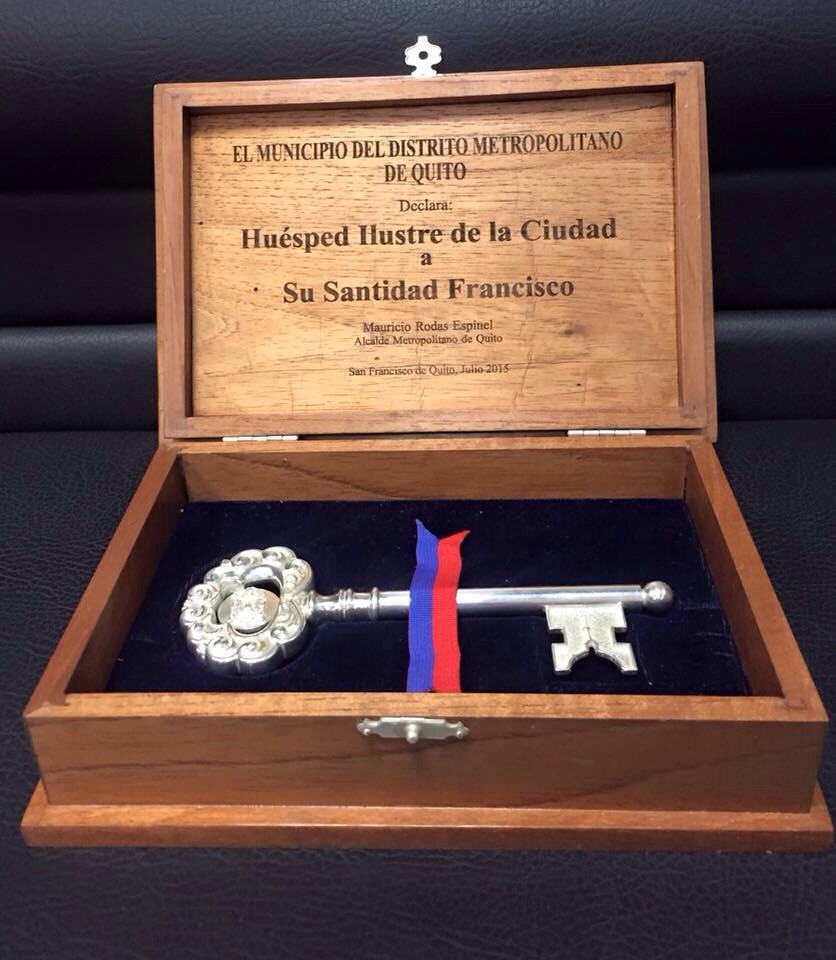 EL MUNICIPIO DEL DISTRITO METROPOLITANO
DE QUITO
Declara:
Huésped Ilustre de la Ciudad
a
Su Santidad Francisco
Mauricio Rodas Espinel
Alcalde Metropolitano de Quito
San Francisco de Quito, Julio 2015